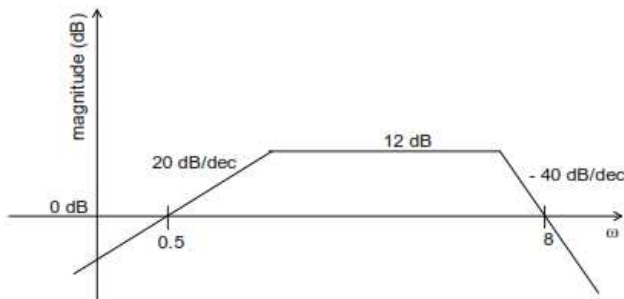 magnitude (dB)
12 dB
20 dB/dec
- 40 dB/dec
0 dB
0.5
8
ω